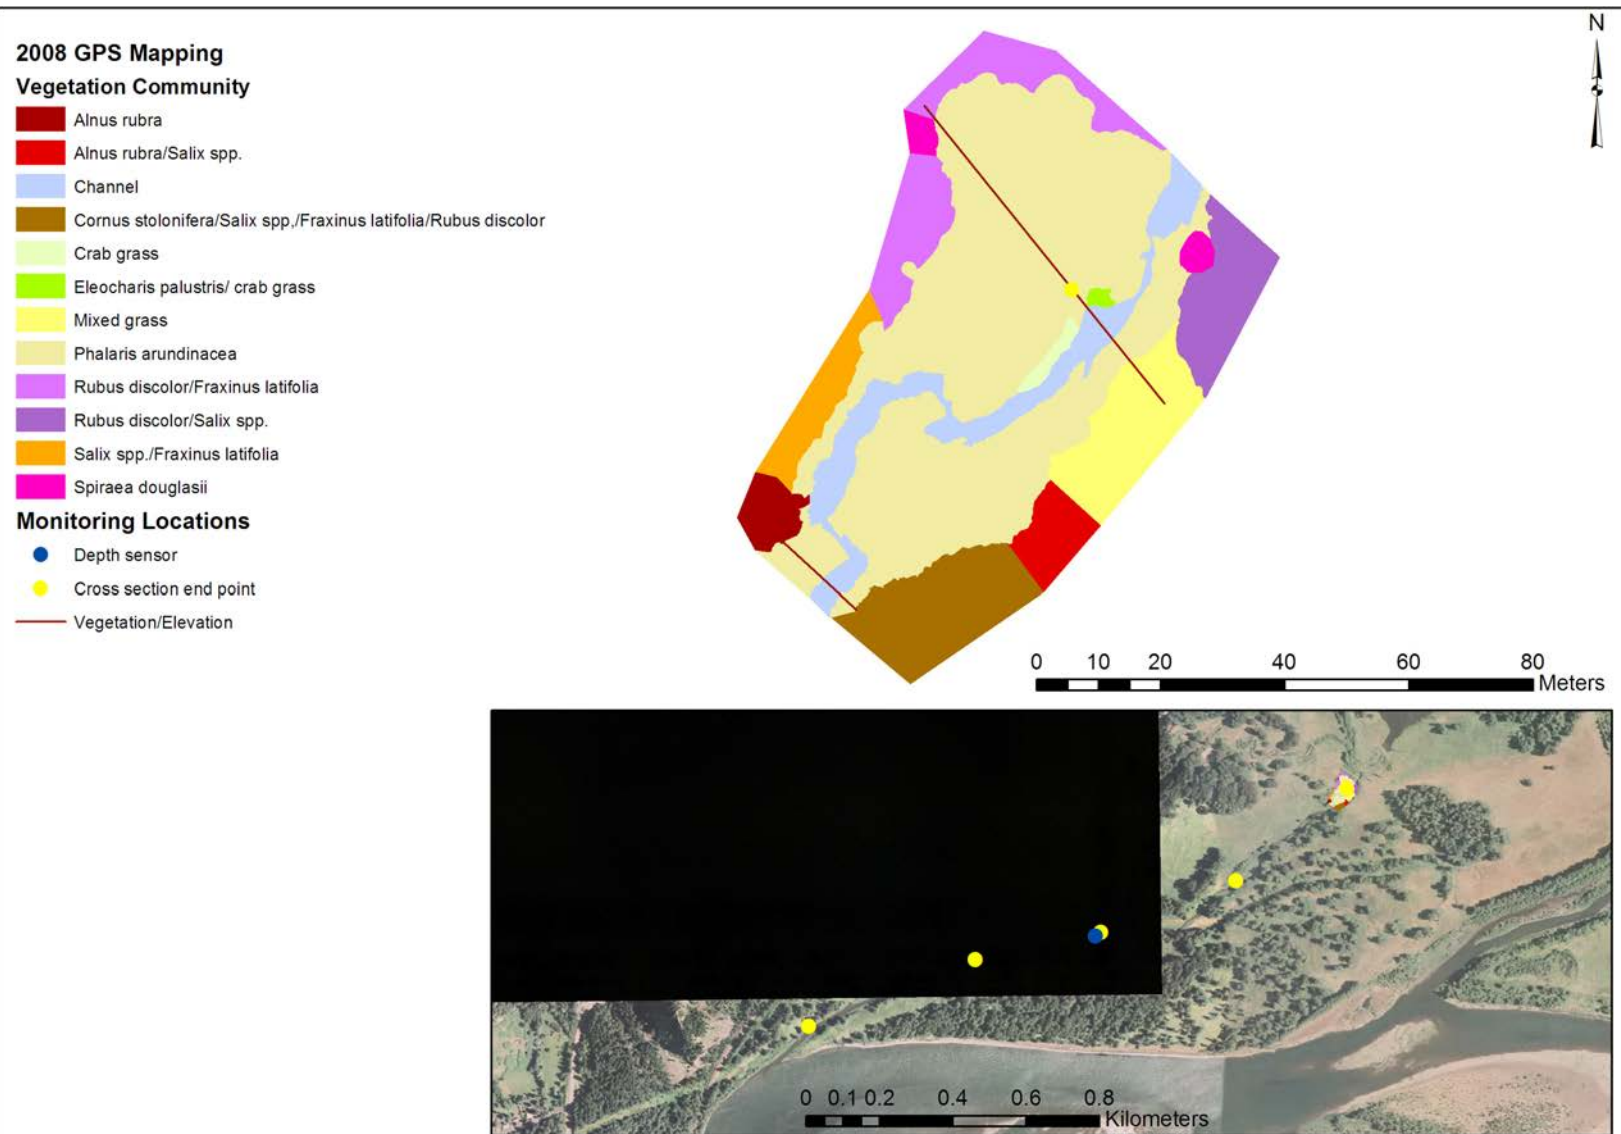 2008 GPS Mapping
Vegetation Community
Alnus rubra
Alnus rubra/Salix spp.
Channel
Cornus stolonifera/Salix spp,/Fraxinus latifolia/Rubus discolor
Crab grass
Eleocharis palustris/ crab grass
Mixed grass
Phalaris arundinacea
Rubus discolor/Fraxinus latifolia
Rubus discolor/Salix spp.
Salix spp./Fraxinus latifolia
Spiraea douglasii
Monitoring Locations
Depth sensor
Cross section end point
Vegetation/Elevation
N
0 10 20 40 60 80
Meters
0 0.1 0.2 0.4 0.6 0.8
Kilometers